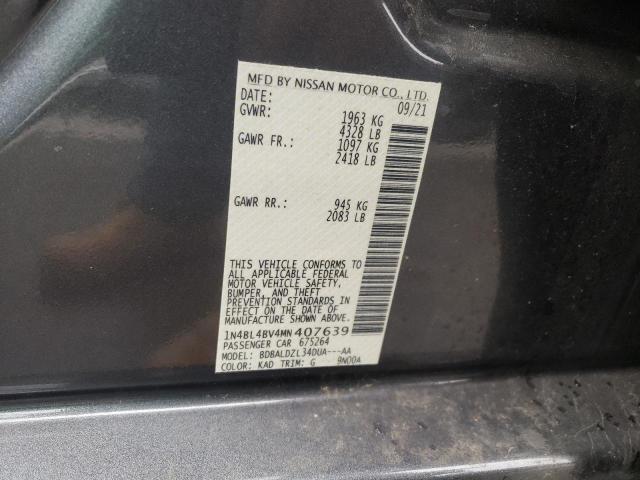 MFD BY NISSAN MOTOR CO., LTD.
DATE: 09/21
GVWR: 1963 KG
4328 LB
GAWR FR.: 1097 KG
2418 LB
GAWR RR.: 945 KG
2083 LB
THIS VEHICLE CONFORMS TO
ALL APPLICABLE FEDERAL
MOTOR VEHICLE SAFETY,
BUMPER, AND THEFT
PREVENTION STANDARDS
IN EFFECT ON THE DATE OF
MANUFACTURE SHOWN ABOVE.
1N4BL4BV4MN407639
PASSENGER CAR 675264
MODEL: BDBALDZL34DUA---AA
COLOR: KAD TRIM: G 9N00A